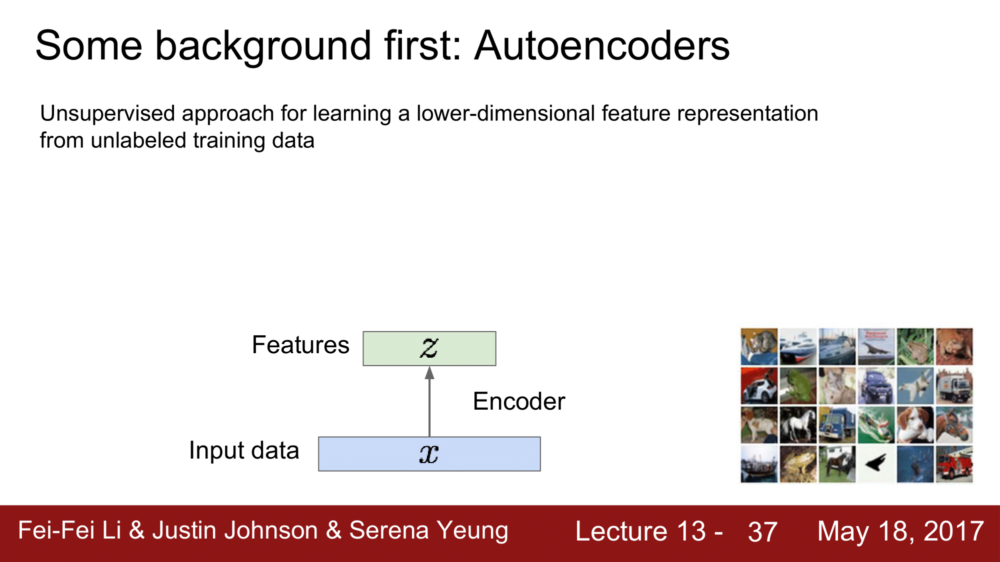 Some background first: Autoencoders
Unsupervised approach for learning a lower-dimensional feature representation
from unlabeled training data
Features
z
Encoder
Input data
x
Fei-Fei Li & Justin Johnson & Serena Yeung
Lecture 13 - 37
May 18, 2017